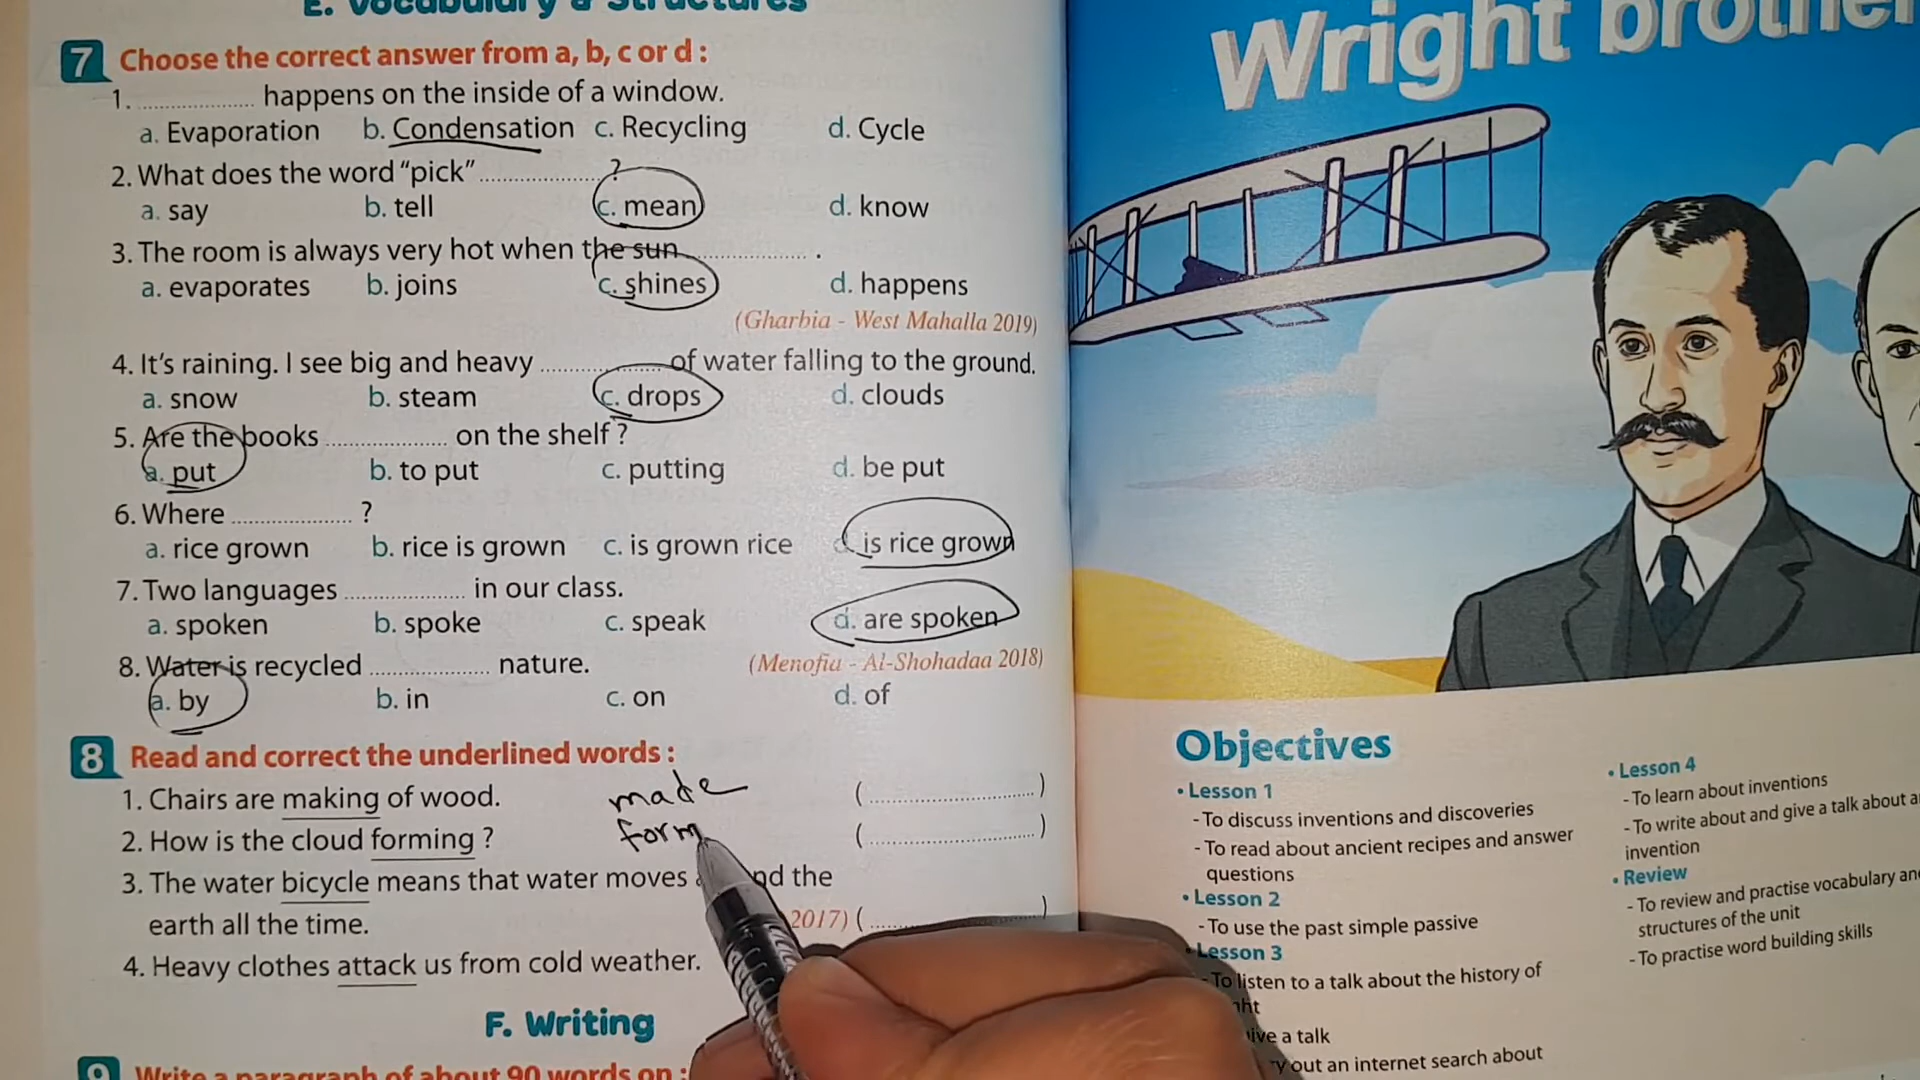 E. Vocabulary & Structures
7 Choose the correct answer from a, b, c or d :
1. .................... happens on the inside of a window.
a. Evaporation b. Condensation c. Recycling d. Cycle
2. What does the word “pick” .................... ?
a. say b. tell c. mean d. know
3. The room is always very hot when the sun .................... .
a. evaporates b. joins c. shines d. happens
(Gharbia - West Mahalla 2019)
4. It's raining. I see big and heavy .................... of water falling to the ground.
a. snow b. steam c. drops d. clouds
5. Are the books .................... on the shelf ?
a. put b. to put c. putting d. be put
6. Where .................... ?
a. rice grown b. rice is grown c. is grown rice d. is rice grown
7. Two languages .................... in our class.
a. spoken b. spoke c. speak d. are spoken
8. Water is recycled .................... nature. (Menofia - Al-Shohadaa 2018)
a. by b. in c. on d. of
8 Read and correct the underlined words :
1. Chairs are making of wood. made (....................)
2. How is the cloud forming ? form (....................)
3. The water bicycle means that water moves the
earth all the time. 2017) (....................)
4. Heavy clothes attack us from cold weather.
F. Writing
9 Write a paragraph of about 90 words on :
Wright brother
Objectives
• Lesson 1
- To discuss inventions and discoveries
- To read about ancient recipes and answer
questions
• Lesson 2
- To use the past simple passive
• Lesson 3
- To listen to a talk about the history of
give a talk
out an internet search about
• Lesson 4
- To learn about inventions
- To write about and give a talk about
invention
• Review
- To review and practise vocabulary
structures of the unit
- To practise word building skills